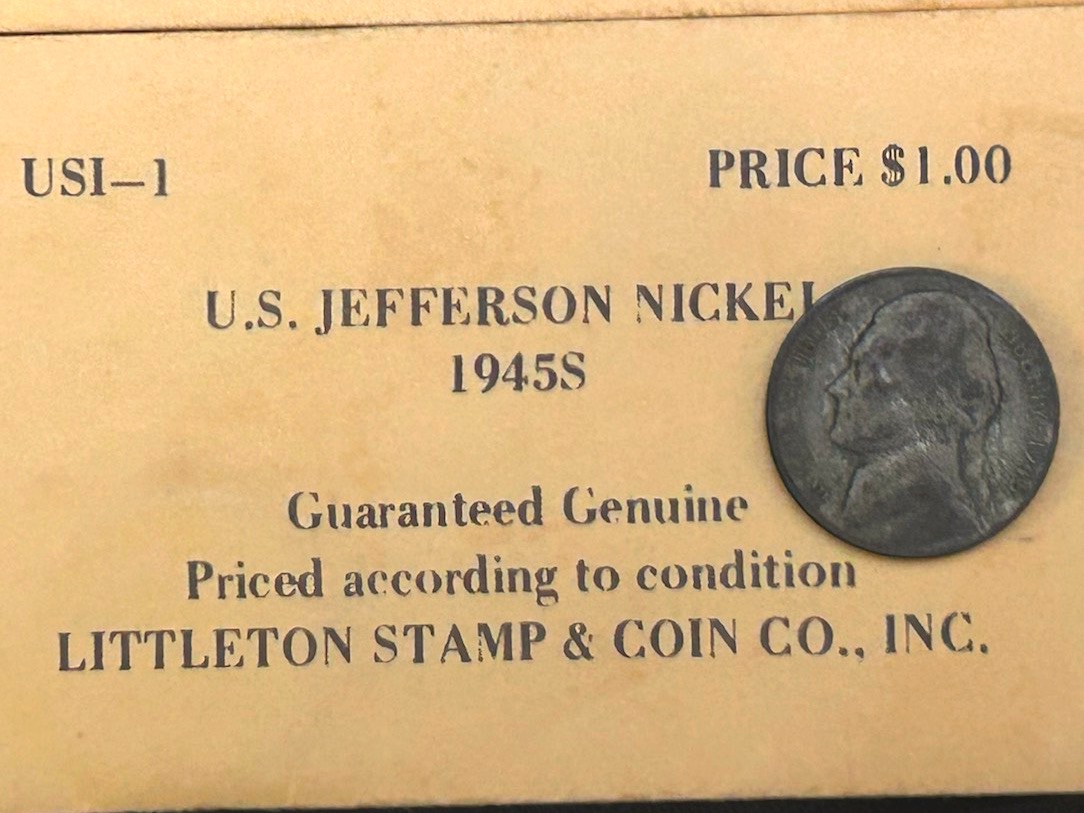 USI—1
PRICE $1.00
U.S. JEFFERSON NICKEL
1945S
Guaranteed Genuine
Priced according to condition
LITTLETON STAMP & COIN CO., INC.